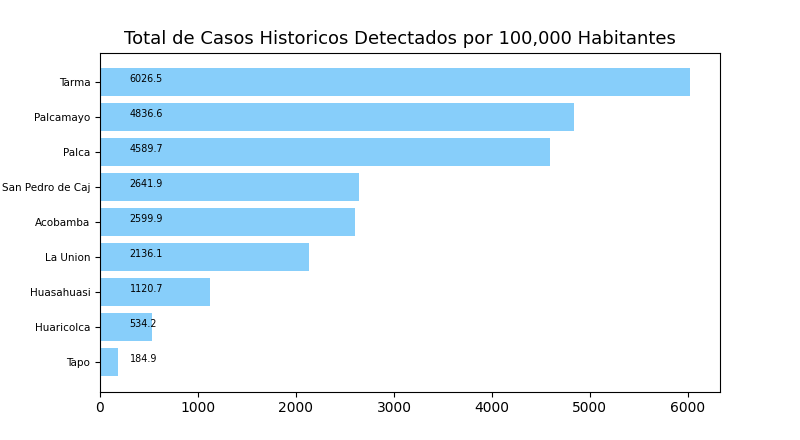 Total de Casos Historicos Detectados por 100,000 Habitantes
Tarma 6026.5
Palcamayo 4836.6
Palca 4589.7
San Pedro de Caj 2641.9
Acobamba 2599.9
La Union 2136.1
Huasahuasi 1120.7
Huaricolca 534.2
Tapo 184.9
0 1000 2000 3000 4000 5000 6000